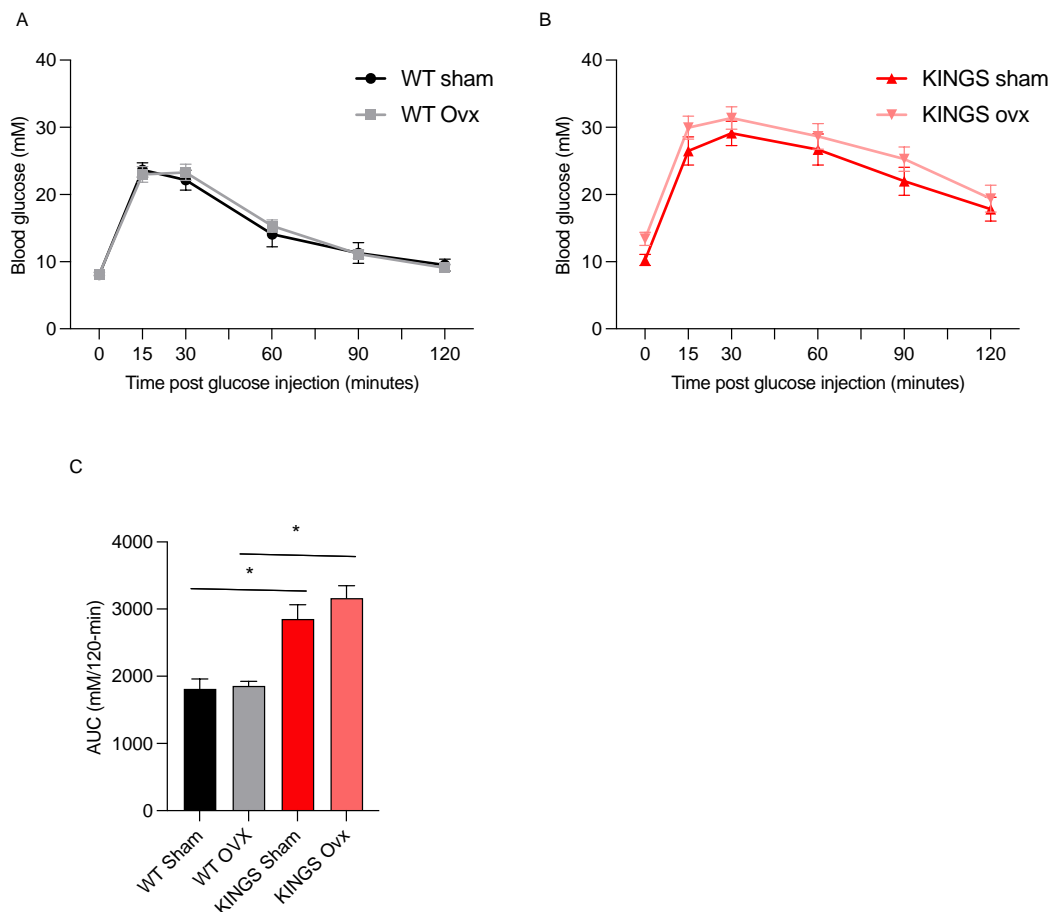 A
B
40
30
20
10
0
Blood glucose (mM)
WT sham
WT Ovx
0 15 30 60 90 120
Time post glucose injection (minutes)
40
30
20
10
0
Blood glucose (mM)
KINGS sham
KINGS ovx
0 15 30 60 90 120
Time post glucose injection (minutes)
C
4000
3000
2000
1000
0
AUC (mM/120-min)
*
*
WT Sham
WT OVX
KINGS Sham
KINGS Ovx